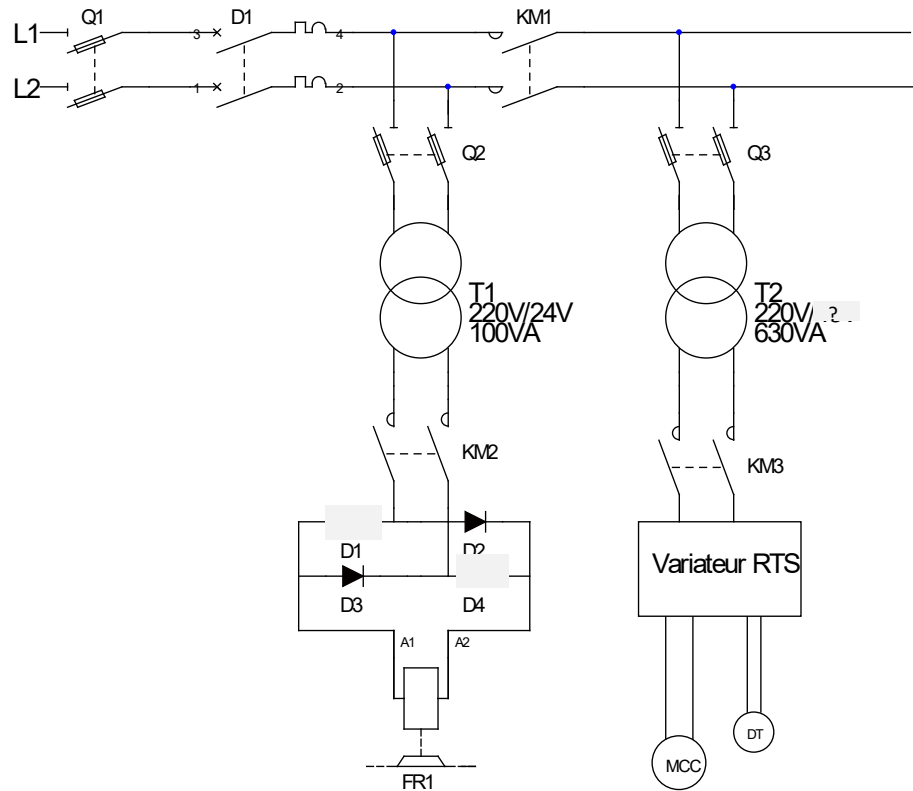 L1
Q1
3
D1
4
KM1
L2
1
2
Q2
Q3
T1
220V/24V
100VA
T2
220V/ ?
630VA
KM2
KM3
D1
D2
D3
D4
Variateur RTS
A1
A2
DT
MCC
FR1